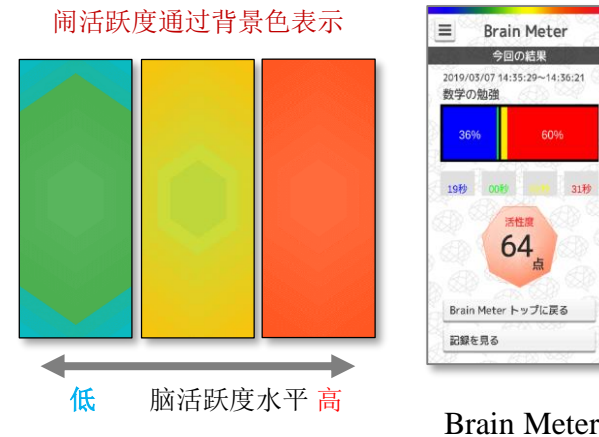 闹活跃度通过背景色表示
低 脑活跃度水平 高
Brain Meter
今回の結果
2019/03/07 14:35:29~14:36:21
数学の勉強
36% 60%
19秒 00秒 31秒
活性度
64点
Brain Meter トップに戻る
記録を見る
Brain Meter